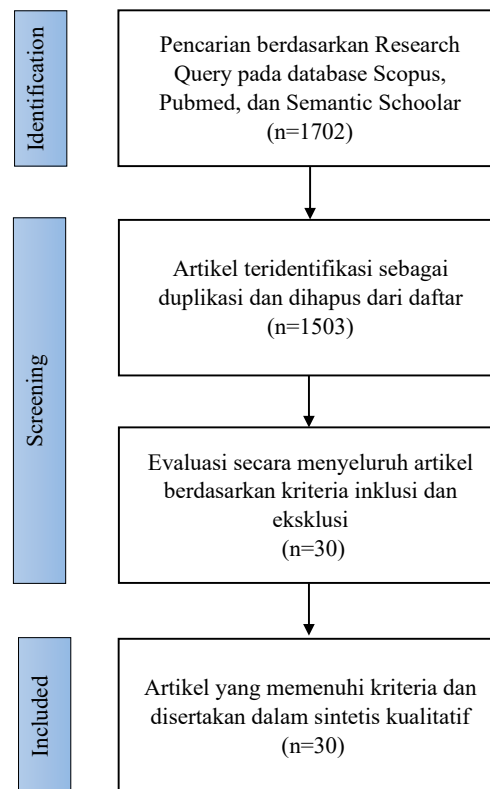 Identification
Pencarian berdasarkan Research
Query pada database Scopus,
Pubmed, dan Semantic Schoolar
(n=1702)
Screening
Artikel teridentifikasi sebagai
duplikasi dan dihapus dari daftar
(n=1503)
Evaluasi secara menyeluruh artikel
berdasarkan kriteria inklusi dan
eksklusi
(n=30)
Included
Artikel yang memenuhi kriteria dan
disertakan dalam sintetis kualitatif
(n=30)